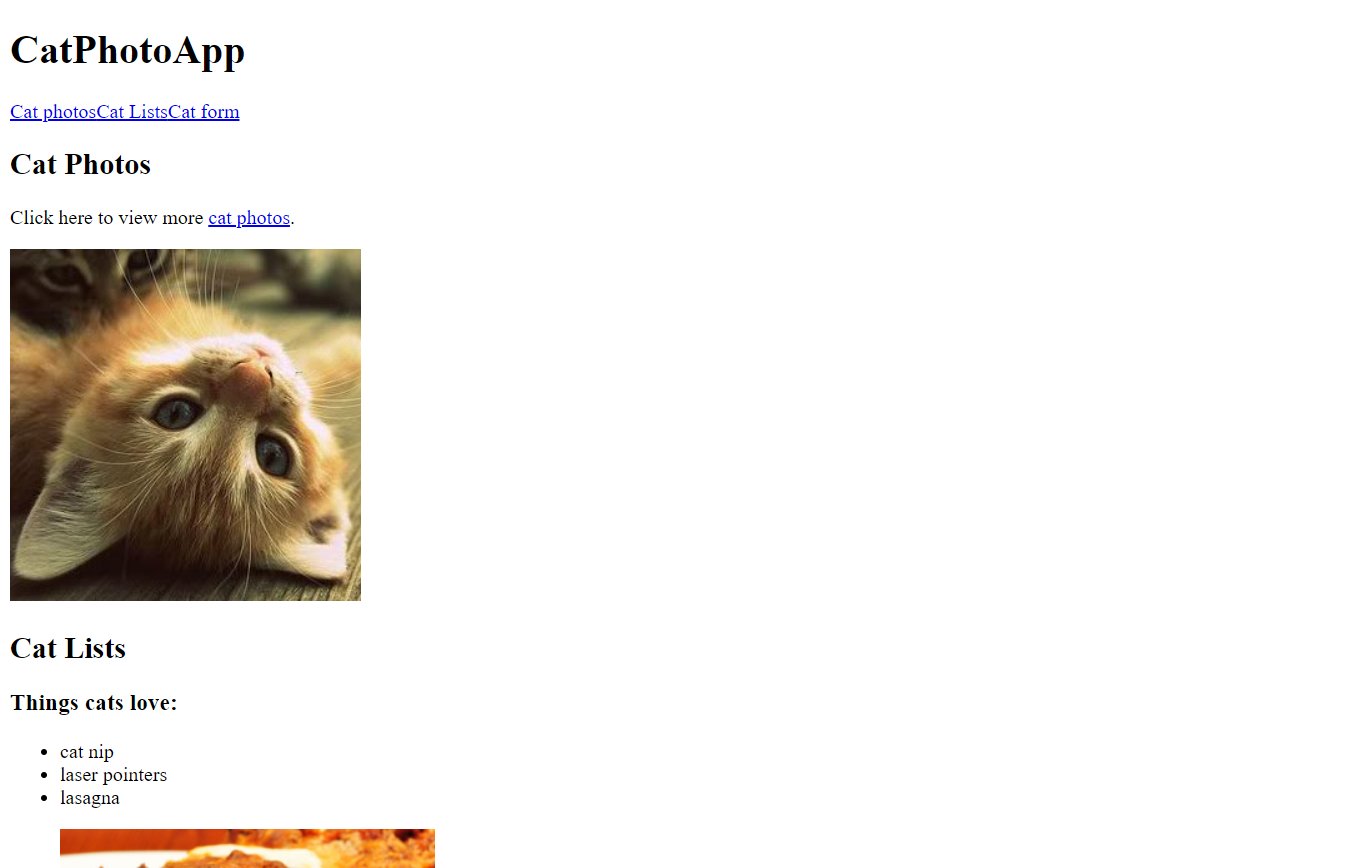 CatPhotoApp
Cat photosCat ListsCat form
Cat Photos
Click here to view more cat photos.
Cat Lists
Things cats love:
cat nip
laser pointers
lasagna